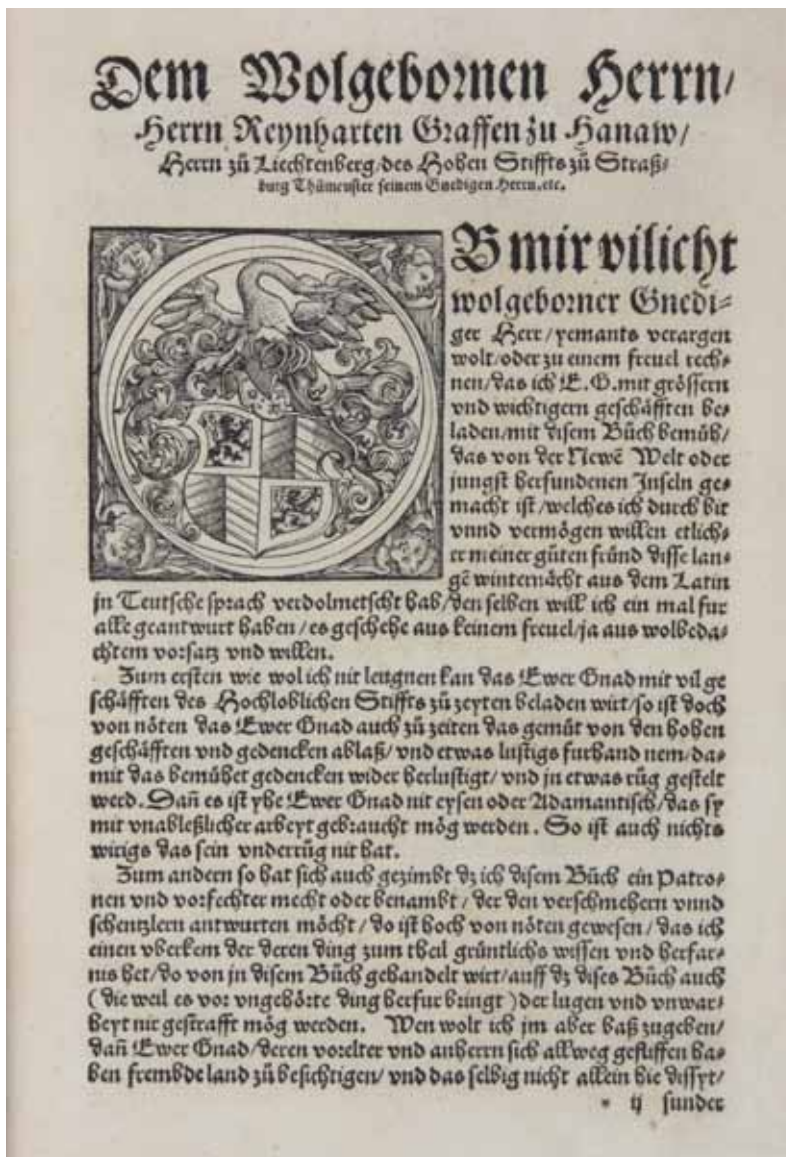 Dem Wolgebornen Herrn/
Herrn Reynharten Graffen zu Hanaw/
Herrn zů Liechtenberg/des Hohen Stiffts zů Straß⸗
burg Thůmeyster seinem Gnedigen Herrn.etc.
B mir vilicht
wolgeborner Gnedi⸗
ger Herr/yemants verargen
wolt/oder zu einem freuel rech⸗
nen/das ich E.G.mit grössern
vnd wichtigern geschäfften be⸗
laden/mit disem Bůch bemüh/
das von der Newē Welt oder
jungst herfundenen Inseln ge⸗
macht ist/welches ich durch bit
vnnd vermögen willen etlich⸗
er meiner gůten fründ disse lan⸗
gē winternächt aus dem Latin
jn Teutsche sprach verdolmetscht hab/den selben will ich ein mal fur
alle geantwurt haben/es geschehe aus keinem freuel/ja aus wolbeda⸗
chtem vorsatz vnd willen.
Zum ersten wie wol ich nit leugnen kan das Ewer Gnad mit vil ge
schäfften des Hochloblichen Stiffts zů zeyten beladen wirt/so ist doch
von nöten das Ewer Gnad auch zů zeiten das gemüt von den hohen
geschäfften vnd gedencken ablaß/vnd etwas lustigs furhand nem/da⸗
mit das bemühet gedencken wider herlustigt/vnd jn etwas růg gestelt
werd. Dañ es ist yhe Ewer Gnad nit eysen oder Adamantisch/das sy
mit vnableßlicher arbeyt gebraucht mög werden. So ist auch nichts
wirigs das sein vnderrůg nit hat.
Zum andern so hat sich auch gezimbt dz ich disem Bůch ein Patro⸗
nen vnd vorfechter mecht oder benambt/der den verschmehern vnnd
schentzlern antwurten möcht/do ist hoch von nöten gewesen/das ich
einen vberkem der deren ding zum theil grüntlichs wissen vnd herfar⸗
nis het/do von jn disem Bůch gehandelt wirt/auff dz dises Bůch auch
(die weil es vor vngehörte ding herfur bringt)der lugen vnd vnwar⸗
heyt nit gestrafft mög werden. Wen wolt ich jm aber baß zugeben/
dañ Ewer Gnad/deren vorelter vnd anherrn sich allweg gefliffen ha⸗
ben frembde land zů besichtigen/vnd das selbig nicht allein hie dissyt/
* ij sunder